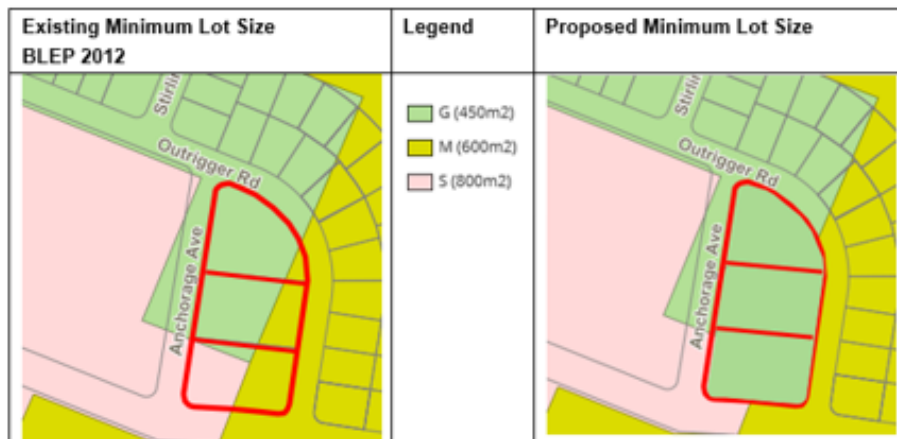 Existing Minimum Lot Size
BLEP 2012
Legend
Proposed Minimum Lot Size
G (450m2)
M (600m2)
S (800m2)
Outrigger Rd
Anchorage Ave
Outrigger Rd
Anchorage Ave